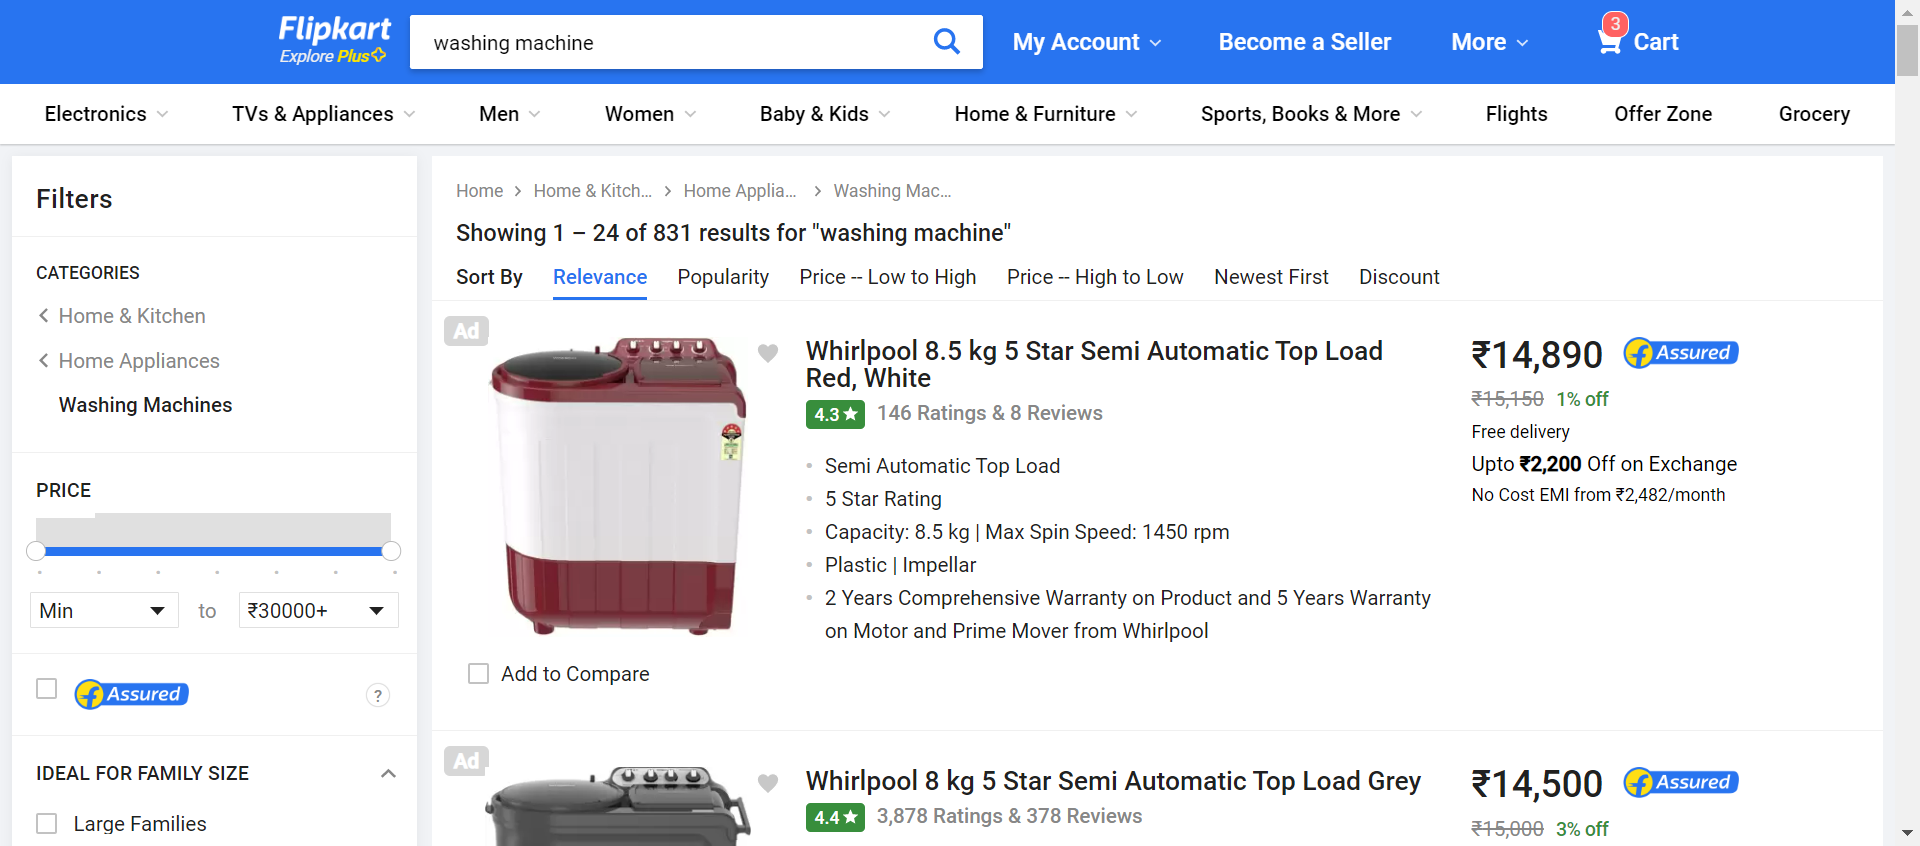 Flipkart
Explore Plus
washing machine
My Account
Become a Seller
More
3
Cart
Electronics
TVs & Appliances
Men
Women
Baby & Kids
Home & Furniture
Sports, Books & More
Flights
Offer Zone
Grocery
Filters
CATEGORIES
Home & Kitchen
Home Appliances
Washing Machines
PRICE
Min
to
₹30000+
Assured
?
IDEAL FOR FAMILY SIZE
Large Families
Home > Home & Kitch... > Home Applia... > Washing Mac...
Showing 1 – 24 of 831 results for "washing machine"
Sort By Relevance Popularity Price -- Low to High Price -- High to Low Newest First Discount
Ad
Whirlpool 8.5 kg 5 Star Semi Automatic Top Load
Red, White
4.3★ 146 Ratings & 8 Reviews
Semi Automatic Top Load
5 Star Rating
Capacity: 8.5 kg | Max Spin Speed: 1450 rpm
Plastic | Impellar
2 Years Comprehensive Warranty on Product and 5 Years Warranty
on Motor and Prime Mover from Whirlpool
Add to Compare
₹14,890 Assured
₹15,150 1% off
Free delivery
Upto ₹2,200 Off on Exchange
No Cost EMI from ₹2,482/month
Ad
Whirlpool 8 kg 5 Star Semi Automatic Top Load Grey
4.4★ 3,878 Ratings & 378 Reviews
₹14,500 Assured
₹15,000 3% off